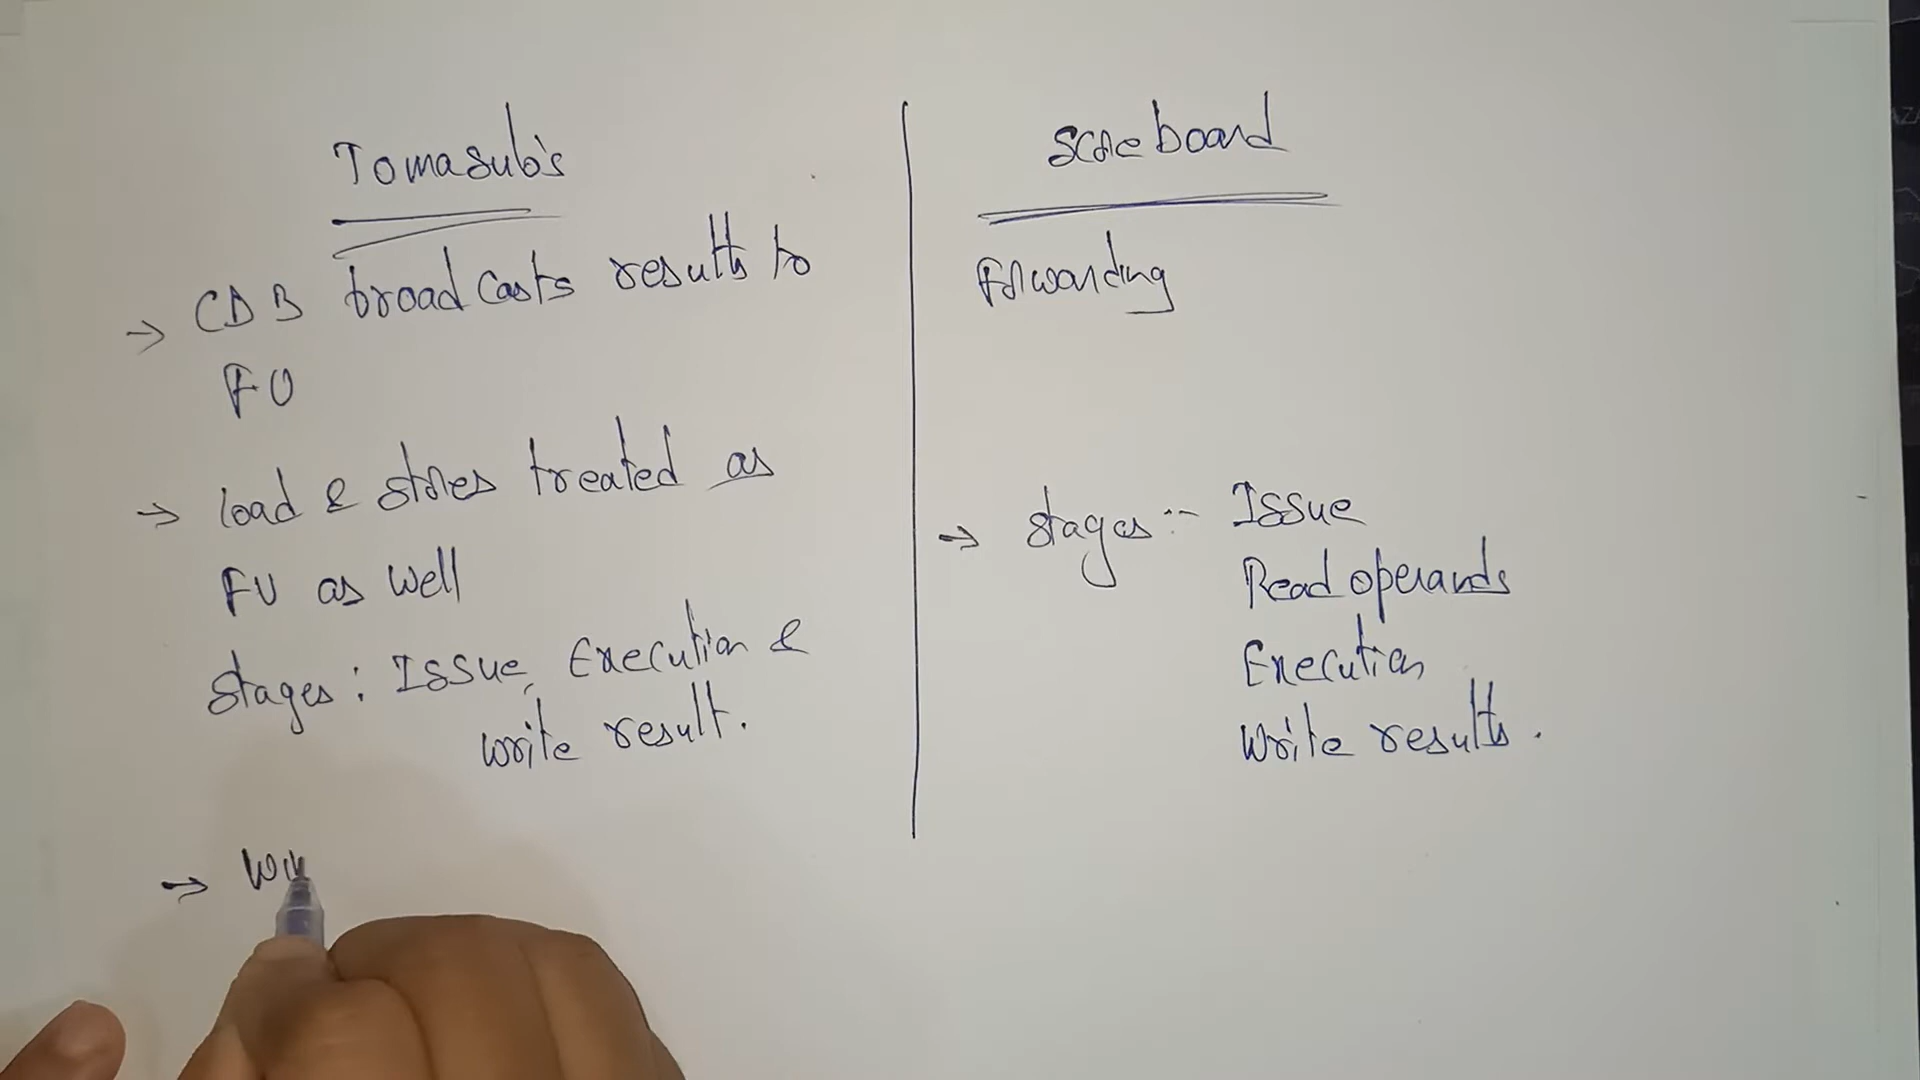 Tomasulo's
→ CDB broadcasts results to
FU
→ load & stores treated as
FU as well
stages : Issue, Execution &
write result.
→
scoreboard
Forwarding
→ stages :- Issue
Read operands
Execution
Write results.